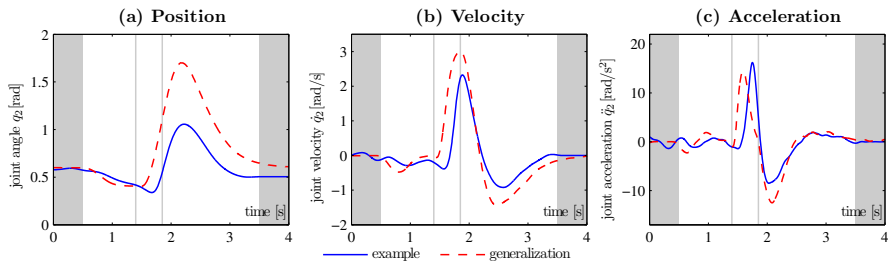 (a) Position
(b) Velocity
(c) Acceleration
joint angle q₂ [rad]
2
1.5
1
0.5
0
time [s]
0 1 2 3 4
joint velocity q̇₂ [rad/s]
3
2
1
0
−1
−2
time [s]
0 1 2 3 4
joint acceleration q̈₂ [rad/s²]
20
10
0
−10
time [s]
0 1 2 3 4
example generalization